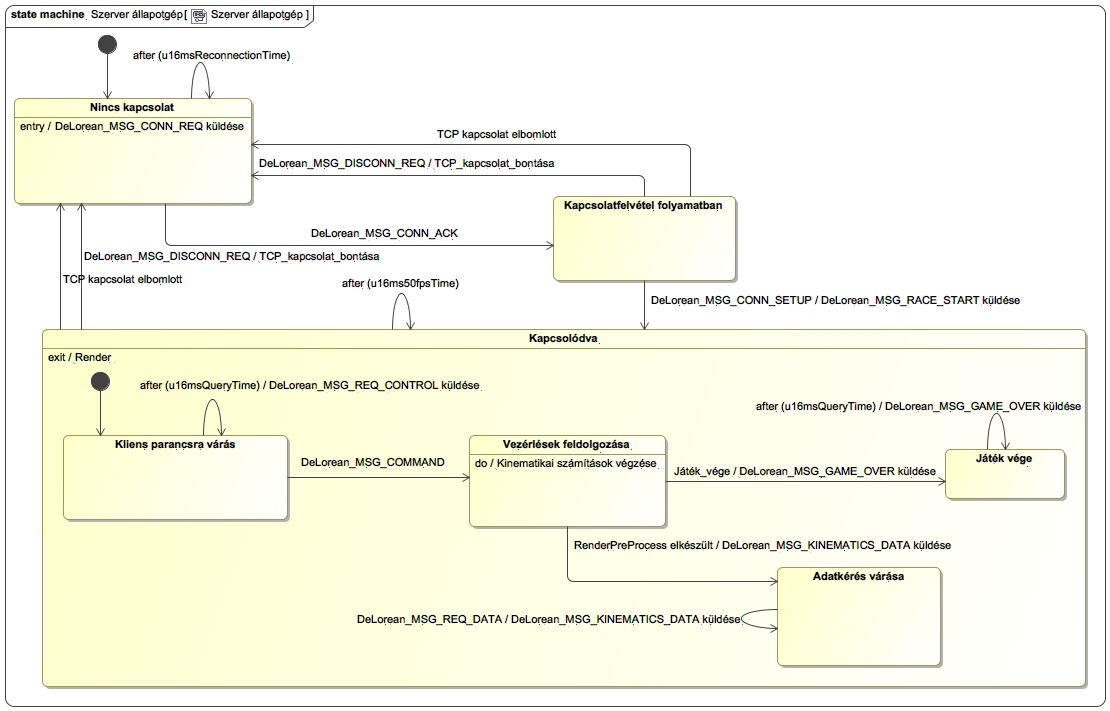 state machine Szerver állapotgép[ Szerver állapotgép ]
after (u16msReconnectionTime)
Nincs kapcsolat
entry / DeLorean_MSG_CONN_REQ küldése
TCP kapcsolat elbomlott
DeLorean_MSG_DISCONN_REQ / TCP_kapcsolat_bontása
Kapcsolatfelvétel folyamatban
DeLorean_MSG_CONN_ACK
DeLorean_MSG_DISCONN_REQ / TCP_kapcsolat_bontása
TCP kapcsolat elbomlott
after (u16ms50fpsTime)
DeLorean_MSG_CONN_SETUP / DeLorean_MSG_RACE_START küldése
Kapcsolódva
exit / Render
after (u16msQueryTime) / DeLorean_MSG_REQ_CONTROL küldése
after (u16msQueryTime) / DeLorean_MSG_GAME_OVER küldése
Kliens parancsra várás
Vezérlések feldolgozása
do / Kinematikai számítások végzése
DeLorean_MSG_COMMAND
Játék_vége / DeLorean_MSG_GAME_OVER küldése
Játék vége
RenderPreProcess elkészült / DeLorean_MSG_KINEMATICS_DATA küldése
Adatkérés várása
DeLorean_MSG_REQ_DATA / DeLorean_MSG_KINEMATICS_DATA küldése